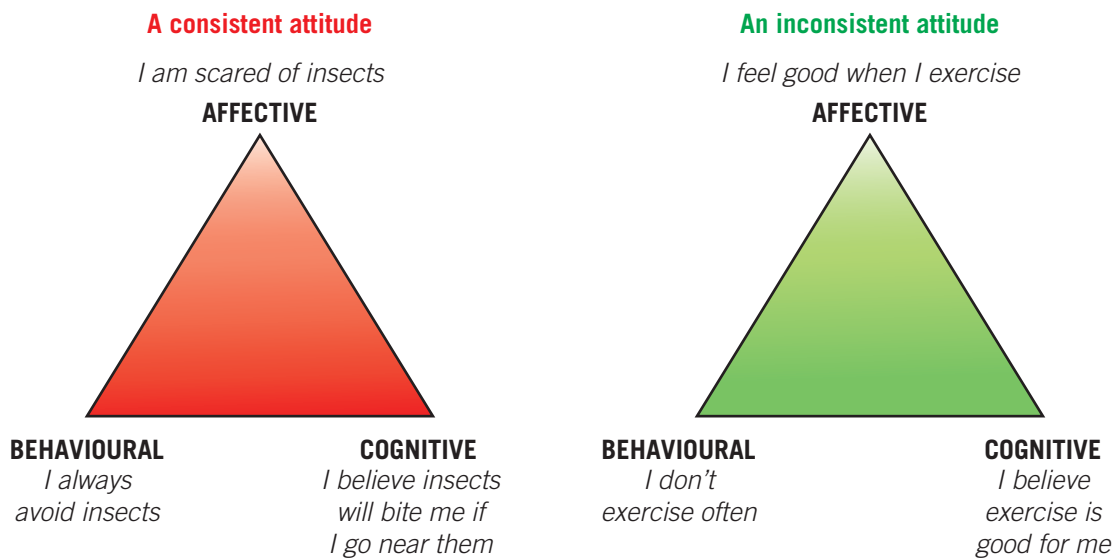 A consistent attitude
I am scared of insects
AFFECTIVE
BEHAVIOURAL
I always
avoid insects
COGNITIVE
I believe insects
will bite me if
I go near them
An inconsistent attitude
I feel good when I exercise
AFFECTIVE
BEHAVIOURAL
I don’t
exercise often
COGNITIVE
I believe
exercise is
good for me